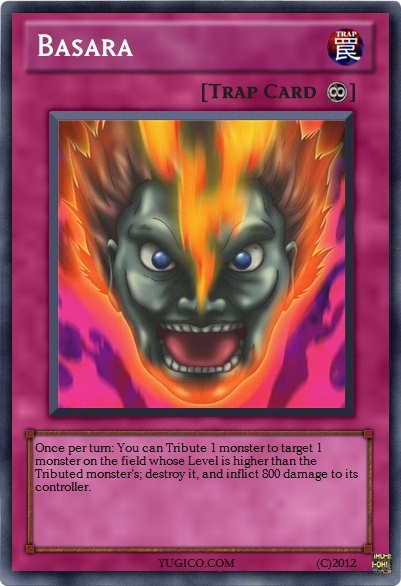 Basara
TRAP
罠
[Trap Card ]
Once per turn: You can Tribute 1 monster to target 1
monster on the field whose Level is higher than the
Tributed monster's; destroy it, and inflict 800 damage to its
controller.
YUGICO.COM
(C)2012